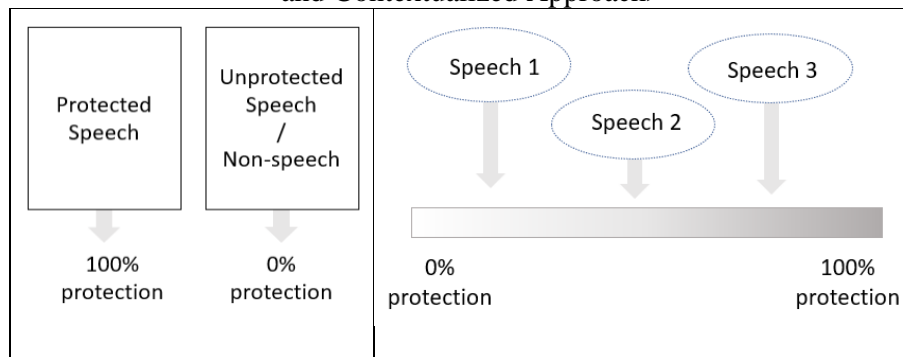 and Contextualized Approach
Protected
Speech
Unprotected
Speech
/
Non-speech
100%
protection
0%
protection
Speech 1
Speech 2
Speech 3
0%
protection
100%
protection